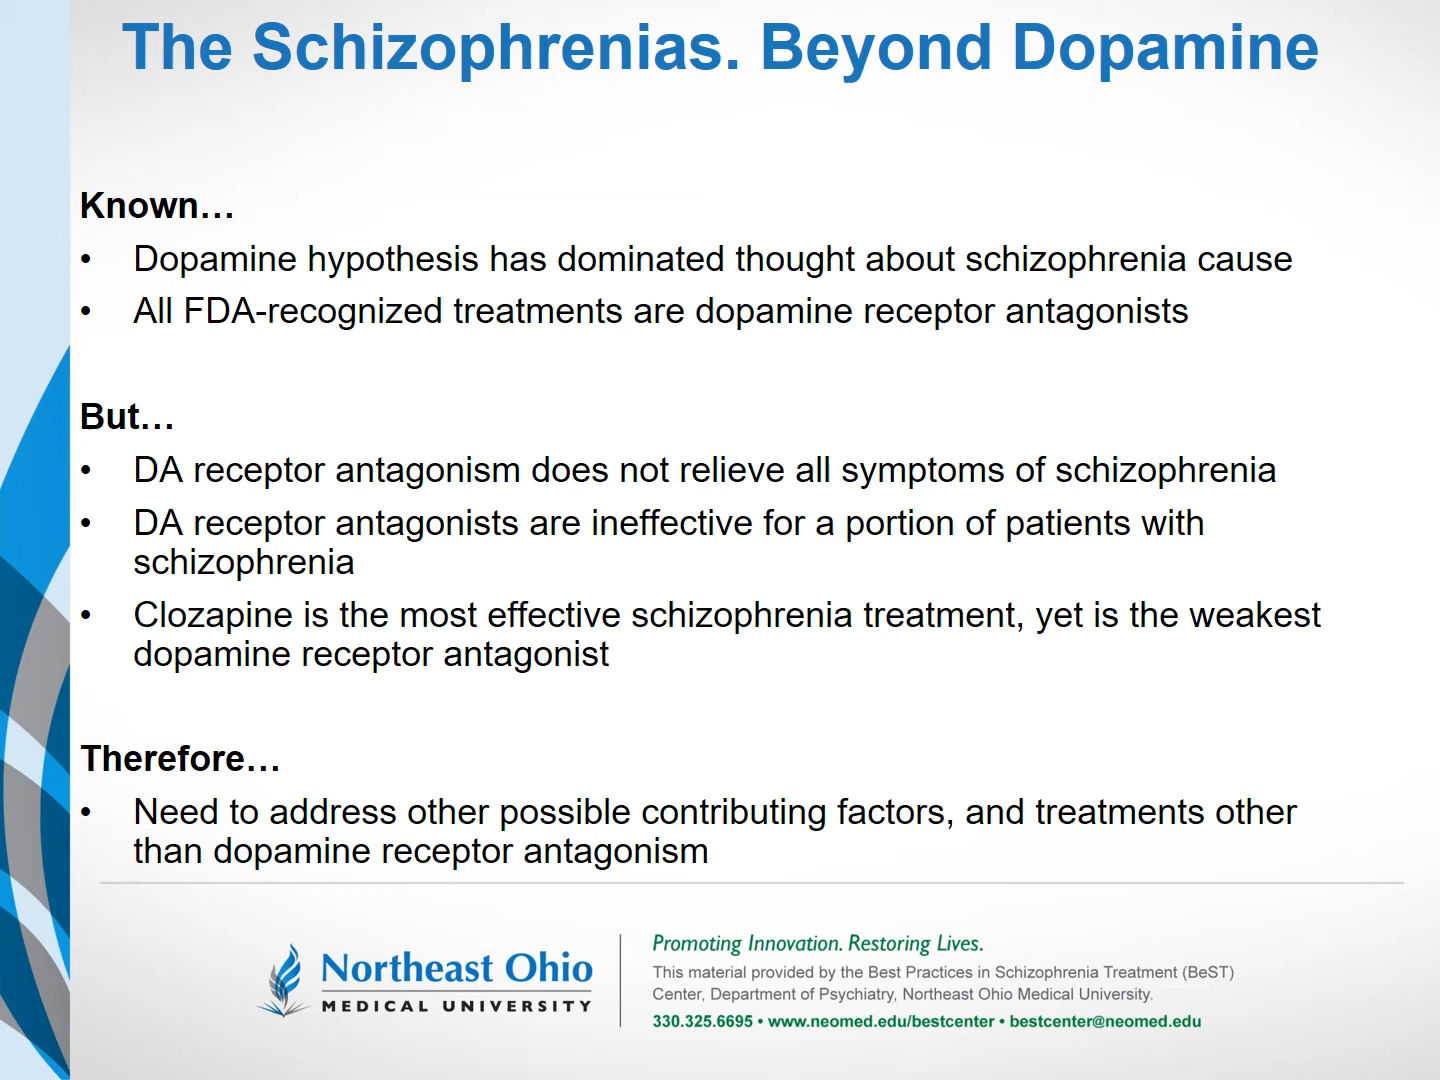 The Schizophrenias. Beyond Dopamine
Known…
• Dopamine hypothesis has dominated thought about schizophrenia cause
• All FDA-recognized treatments are dopamine receptor antagonists
But…
• DA receptor antagonism does not relieve all symptoms of schizophrenia
• DA receptor antagonists are ineffective for a portion of patients with
schizophrenia
• Clozapine is the most effective schizophrenia treatment, yet is the weakest
dopamine receptor antagonist
Therefore…
• Need to address other possible contributing factors, and treatments other
than dopamine receptor antagonism
Northeast Ohio
MEDICAL UNIVERSITY
Promoting Innovation. Restoring Lives.
This material provided by the Best Practices in Schizophrenia Treatment (BeST)
Center, Department of Psychiatry, Northeast Ohio Medical University.
330.325.6695 • www.neomed.edu/bestcenter • bestcenter@neomed.edu